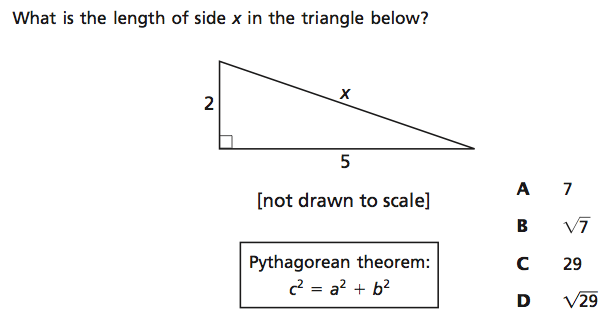 What is the length of side x in the triangle below?
2
x
5
[not drawn to scale]
Pythagorean theorem:
c² = a² + b²
A 7
B √7
C 29
D √29